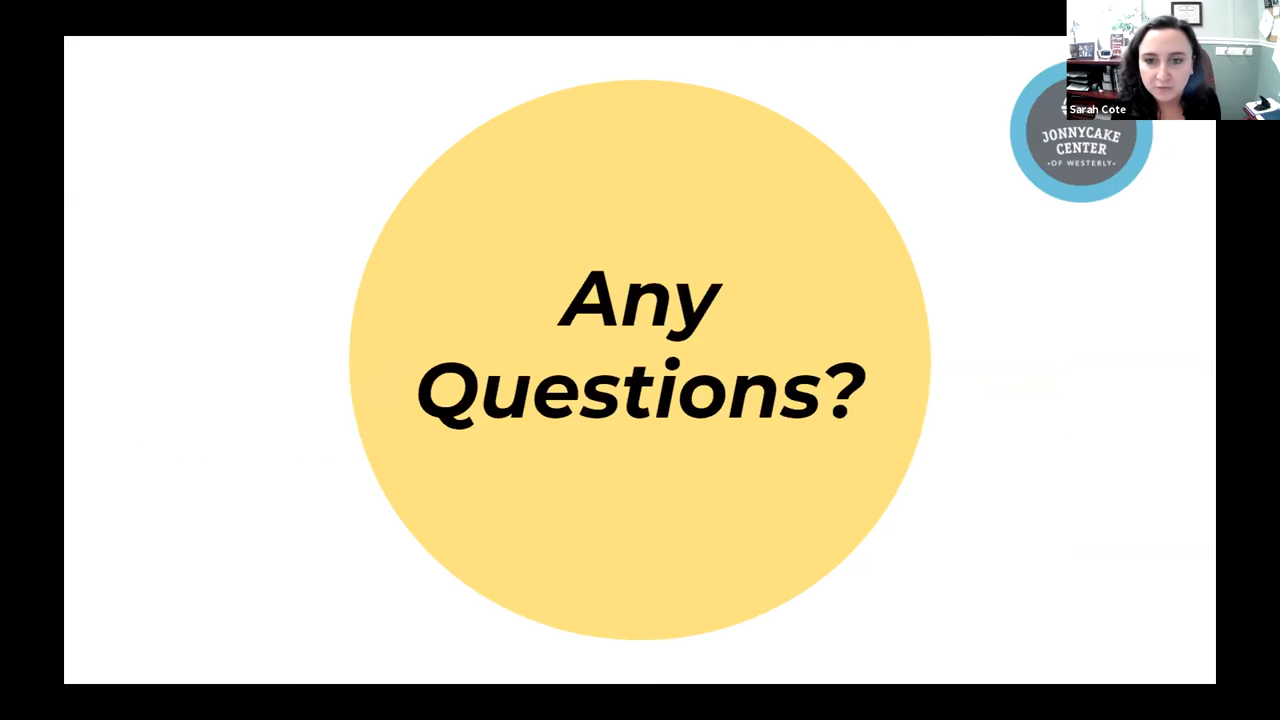 Any
Questions?
Sarah Cote
JONNYCAKE
CENTER
•OF WESTERLY•